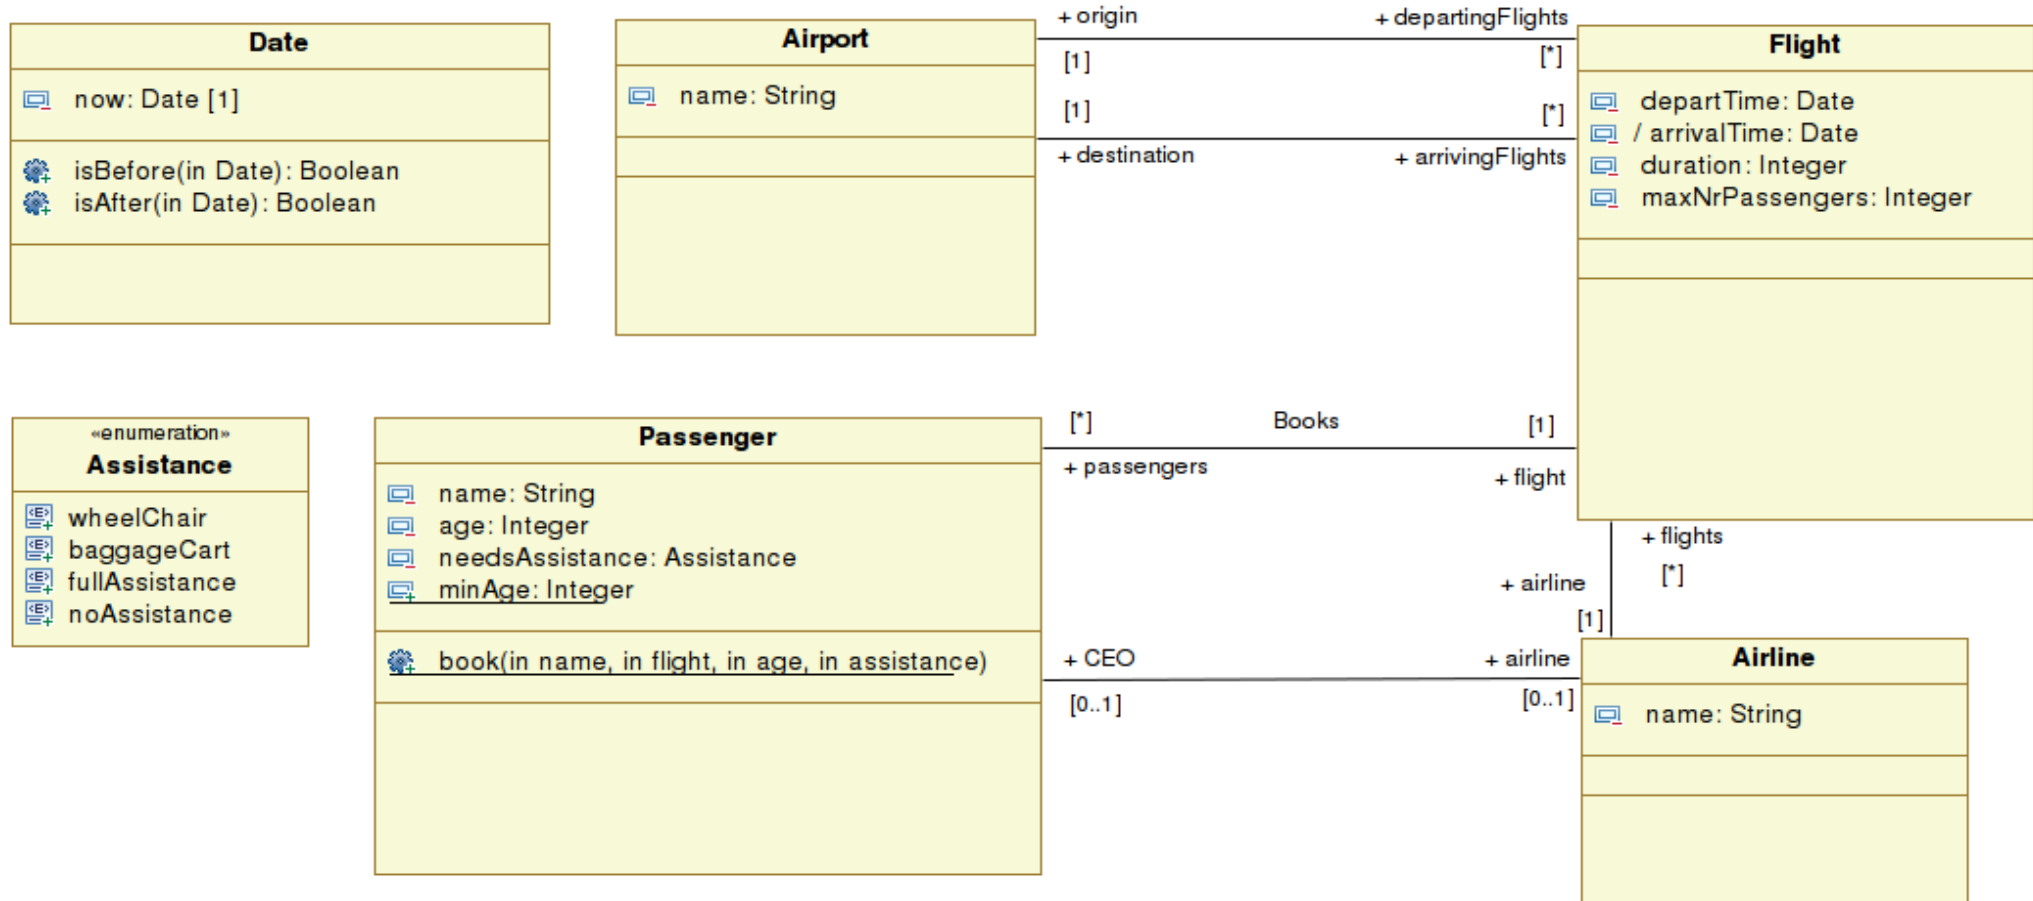 Date
now: Date [1]
isBefore(in Date): Boolean
isAfter(in Date): Boolean
Airport
name: String
+ origin
+ departingFlights
[1]
[*]
[1]
[*]
+ destination
+ arrivingFlights
Flight
departTime: Date
/ arrivalTime: Date
duration: Integer
maxNrPassengers: Integer
«enumeration»
Assistance
wheelChair
baggageCart
fullAssistance
noAssistance
Passenger
name: String
age: Integer
needsAssistance: Assistance
minAge: Integer
book(in name, in flight, in age, in assistance)
[*]
Books
[1]
+ passengers
+ flight
+ flights
[*]
+ airline
[1]
+ CEO
+ airline
[0..1]
[0..1]
Airline
name: String